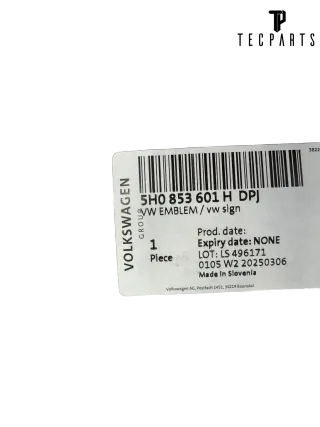 TECPARTS
3822
VOLKSWAGEN
GROUP
5H0 853 601 H DPJ
VW EMBLEM / vw sign
1
Piece
Prod. date:
Expiry date: NONE
LOT: LS 496171
0105 W2 20250306
Made in Slovenia